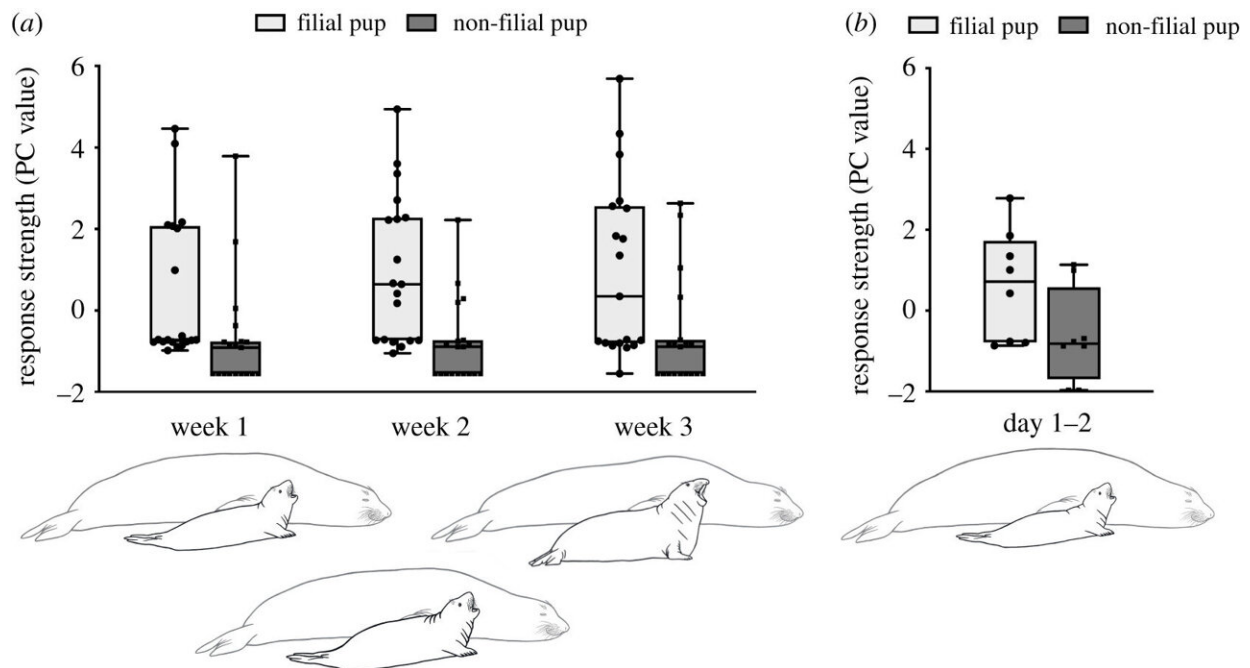 (a)
filial pup non-filial pup
response strength (PC value)
6
4
2
0
–2
week 1 week 2 week 3
(b)
filial pup non-filial pup
response strength (PC value)
6
4
2
0
–2
day 1–2